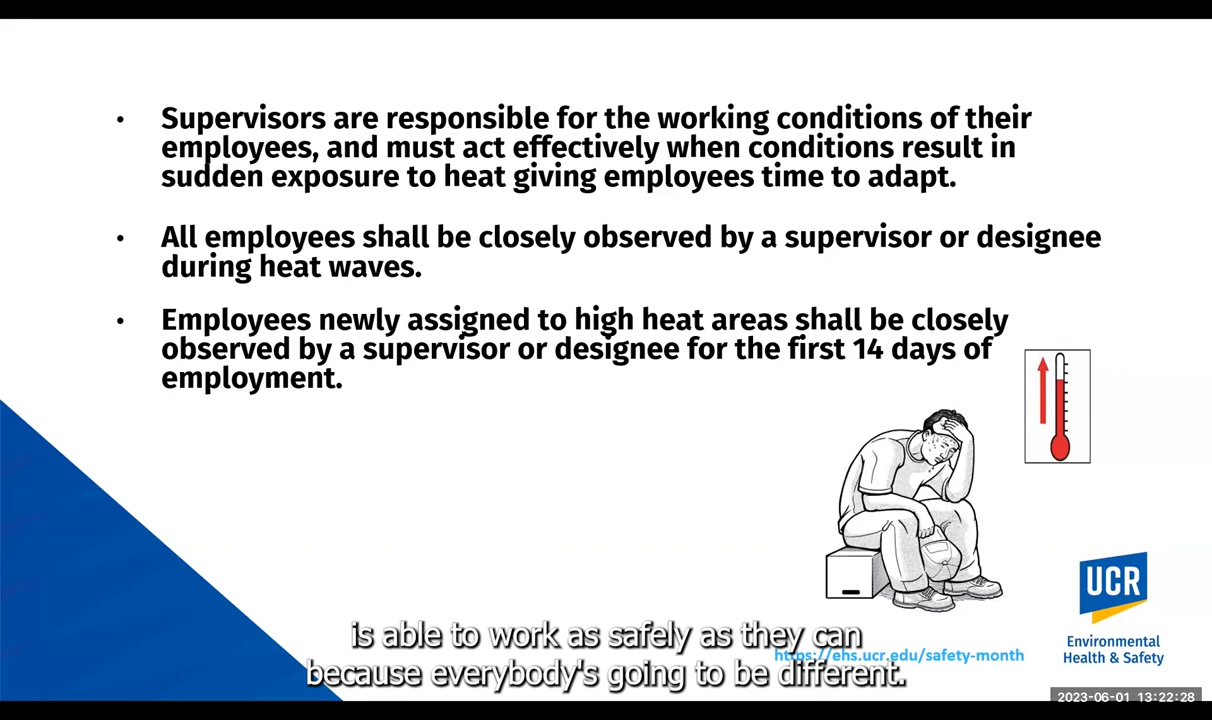 • Supervisors are responsible for the working conditions of their
employees, and must act effectively when conditions result in
sudden exposure to heat giving employees time to adapt.
• All employees shall be closely observed by a supervisor or designee
during heat waves.
• Employees newly assigned to high heat areas shall be closely
observed by a supervisor or designee for the first 14 days of
employment.
UCR
Environmental
Health & Safety
is able to work as safely as they can
https://ehs.ucr.edu/safety-month
because everybody's going to be different.
2023-06-01 13:22:28